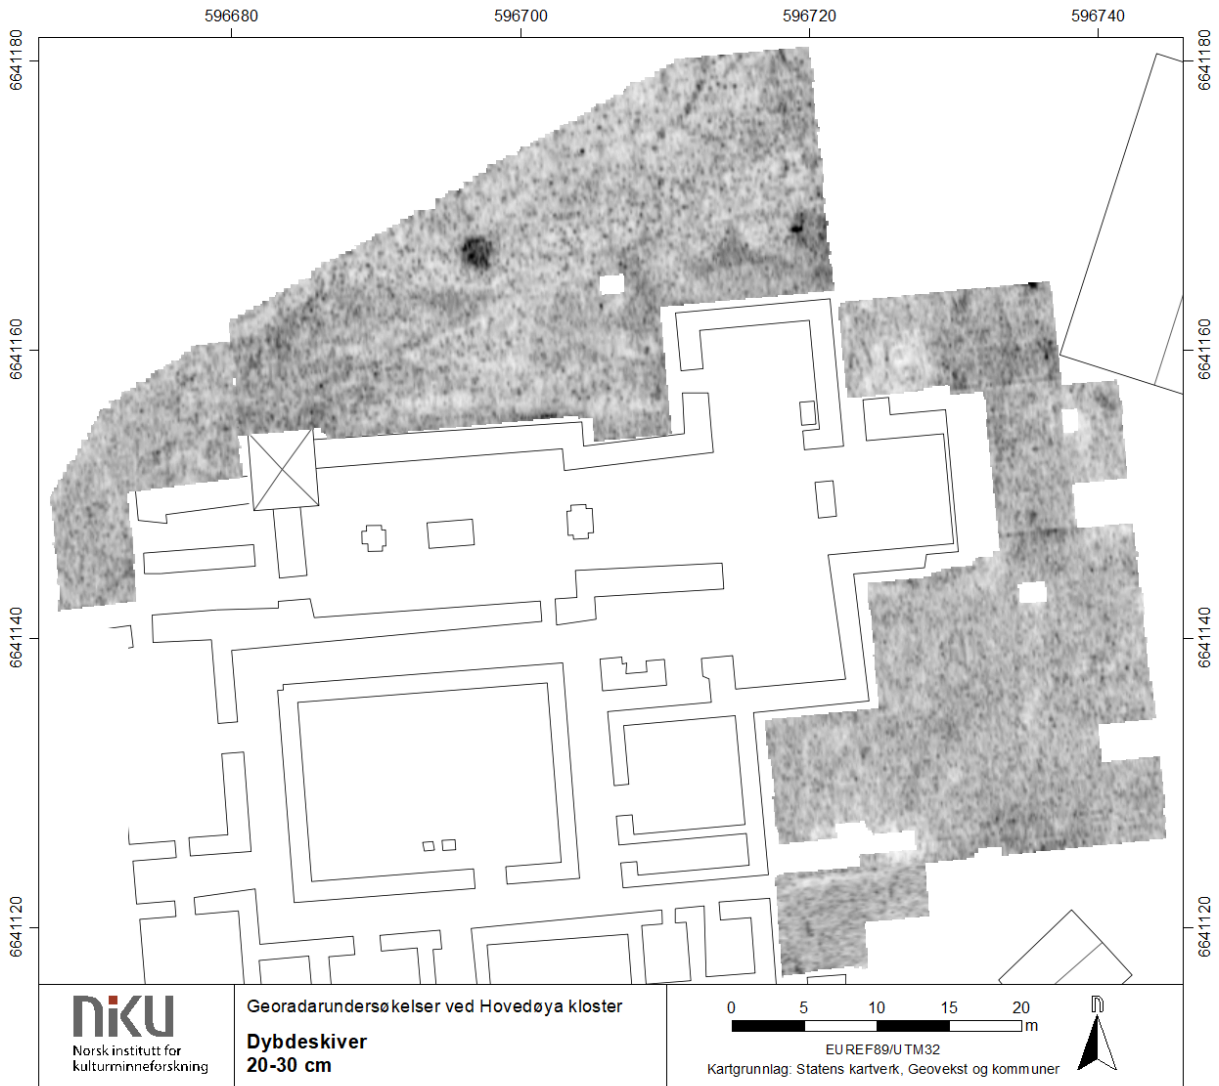 596680 596700 596720 596740
6641180 6641180
6641160 6641160
6641140 6641140
6641120 6641120
niku
Norsk institutt for
kulturminneforskning
Georadarundersøkelser ved Hovedøya kloster
Dybdeskiver
20-30 cm
0 5 10 15 20
m
EUREF89/UTM32
Kartgrunnlag: Statens kartverk, Geovekst og kommuner
n